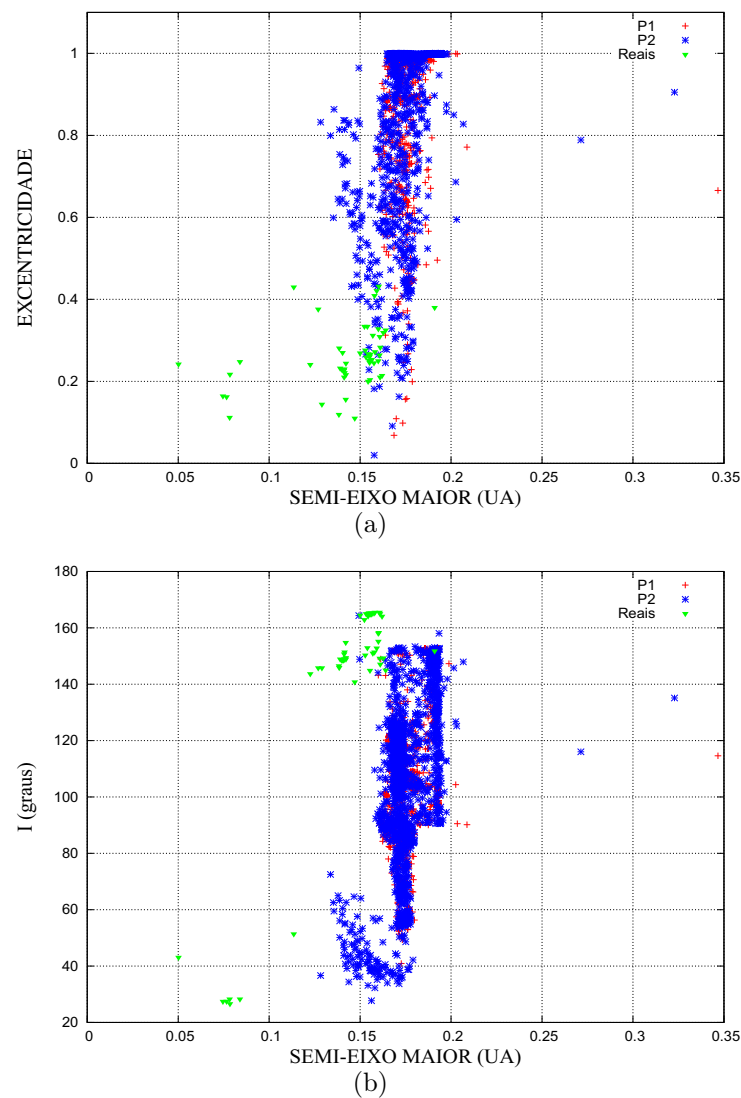 P1
P2
Reais
EXCENTRICIDADE
1
0.8
0.6
0.4
0.2
0
0 0.05 0.1 0.15 0.2 0.25 0.3 0.35
SEMI-EIXO MAIOR (UA)
(a)
P1
P2
Reais
I (graus)
180
160
140
120
100
80
60
40
20
0 0.05 0.1 0.15 0.2 0.25 0.3 0.35
SEMI-EIXO MAIOR (UA)
(b)